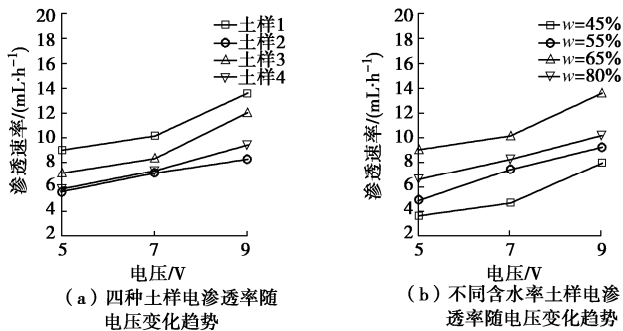 20
18
16
14
12
10
8
6
4
2
渗透速率/(mL·h⁻¹)
土样1
土样2
土样3
土样4
5
7
9
电压/V
(a)四种土样电渗透率随
电压变化趋势
20
18
16
14
12
10
8
6
4
2
渗透速率/(mL·h⁻¹)
w=45%
w=55%
w=65%
w=80%
5
7
9
电压/V
(b)不同含水率土样电渗
透率随电压变化趋势